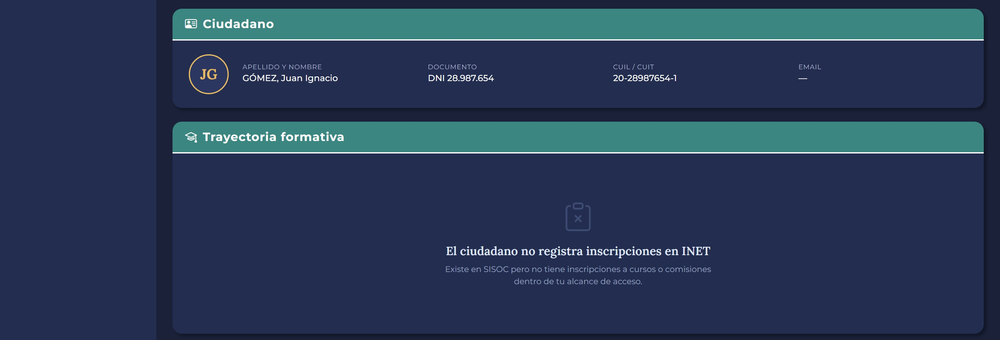 Ciudadano
JG
APELLIDO Y NOMBRE
GÓMEZ, Juan Ignacio
DOCUMENTO
DNI 28.987.654
CUIL / CUIT
20-28987654-1
EMAIL
—
Trayectoria formativa
El ciudadano no registra inscripciones en INET
Existe en SISOC pero no tiene inscripciones a cursos o comisiones
dentro de tu alcance de acceso.